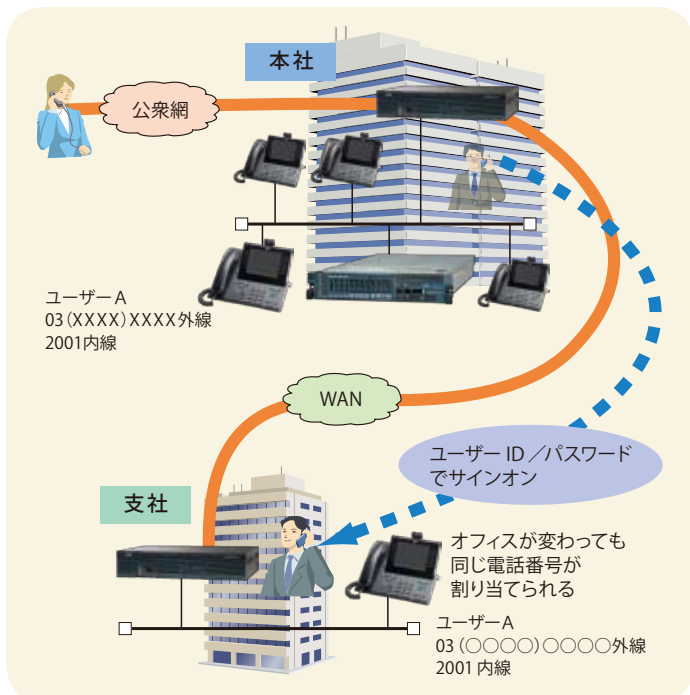 本社
公衆網
ユーザーA
03(XXXX)XXXX外線
2001内線
WAN
ユーザー ID／パスワード
でサインオン
支社
オフィスが変わっても
同じ電話番号が
割り当てられる
ユーザーA
03(○○○○)○○○○外線
2001内線